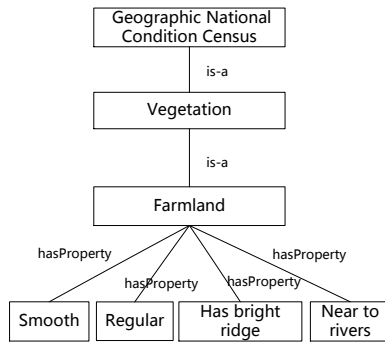 Geographic National
Condition Census
is-a
Vegetation
is-a
Farmland
hasProperty
hasProperty
hasProperty
hasProperty
Smooth
Regular
Has bright
ridge
Near to
rivers